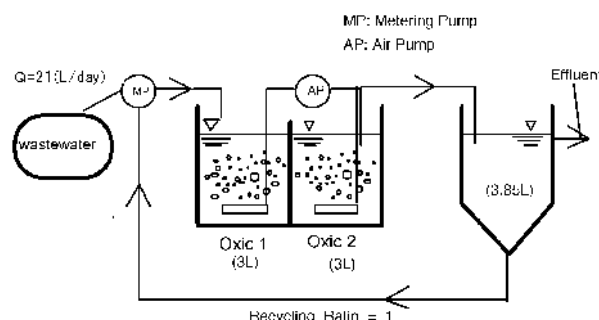 MP: Metering Pump
AP: Air Pump
Q=21(L/day)
MP
AP
Effluent
wastewater
(3.85L)
Oxic 1
Oxic 2
(3L)
(3L)
Recycling Ratio = 1